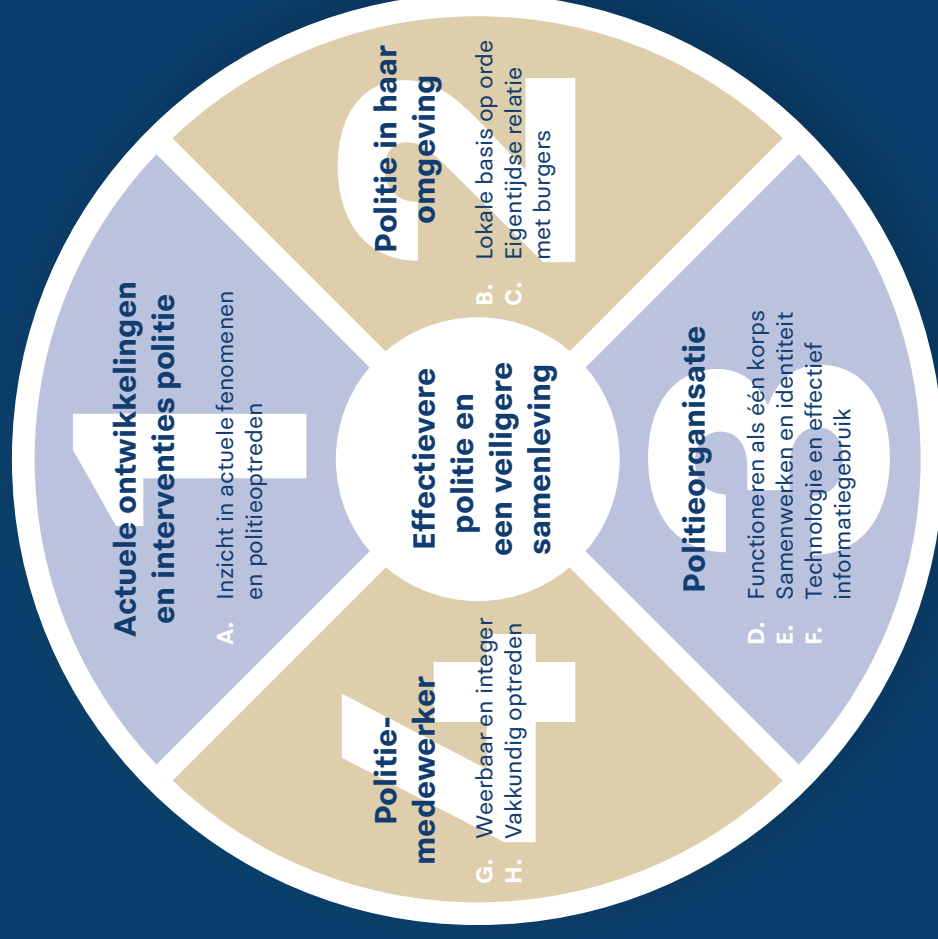 1
Actuele ontwikkelingen
en interventies politie
A. Inzicht in actuele fenomenen
en politieoptreden
2
Politie in haar
omgeving
B. Lokale basis op orde
C. Eigentijdse relatie
met burgers
3
Politieorganisatie
D. Functioneren als één korps
E. Samenwerken en identiteit
F. Technologie en effectief
informatiegebruik
4
Politie-
medewerker
G. Weerbaar en integer
H. Vakkundig optreden
Effectievere
politie en
een veiligere
samenleving